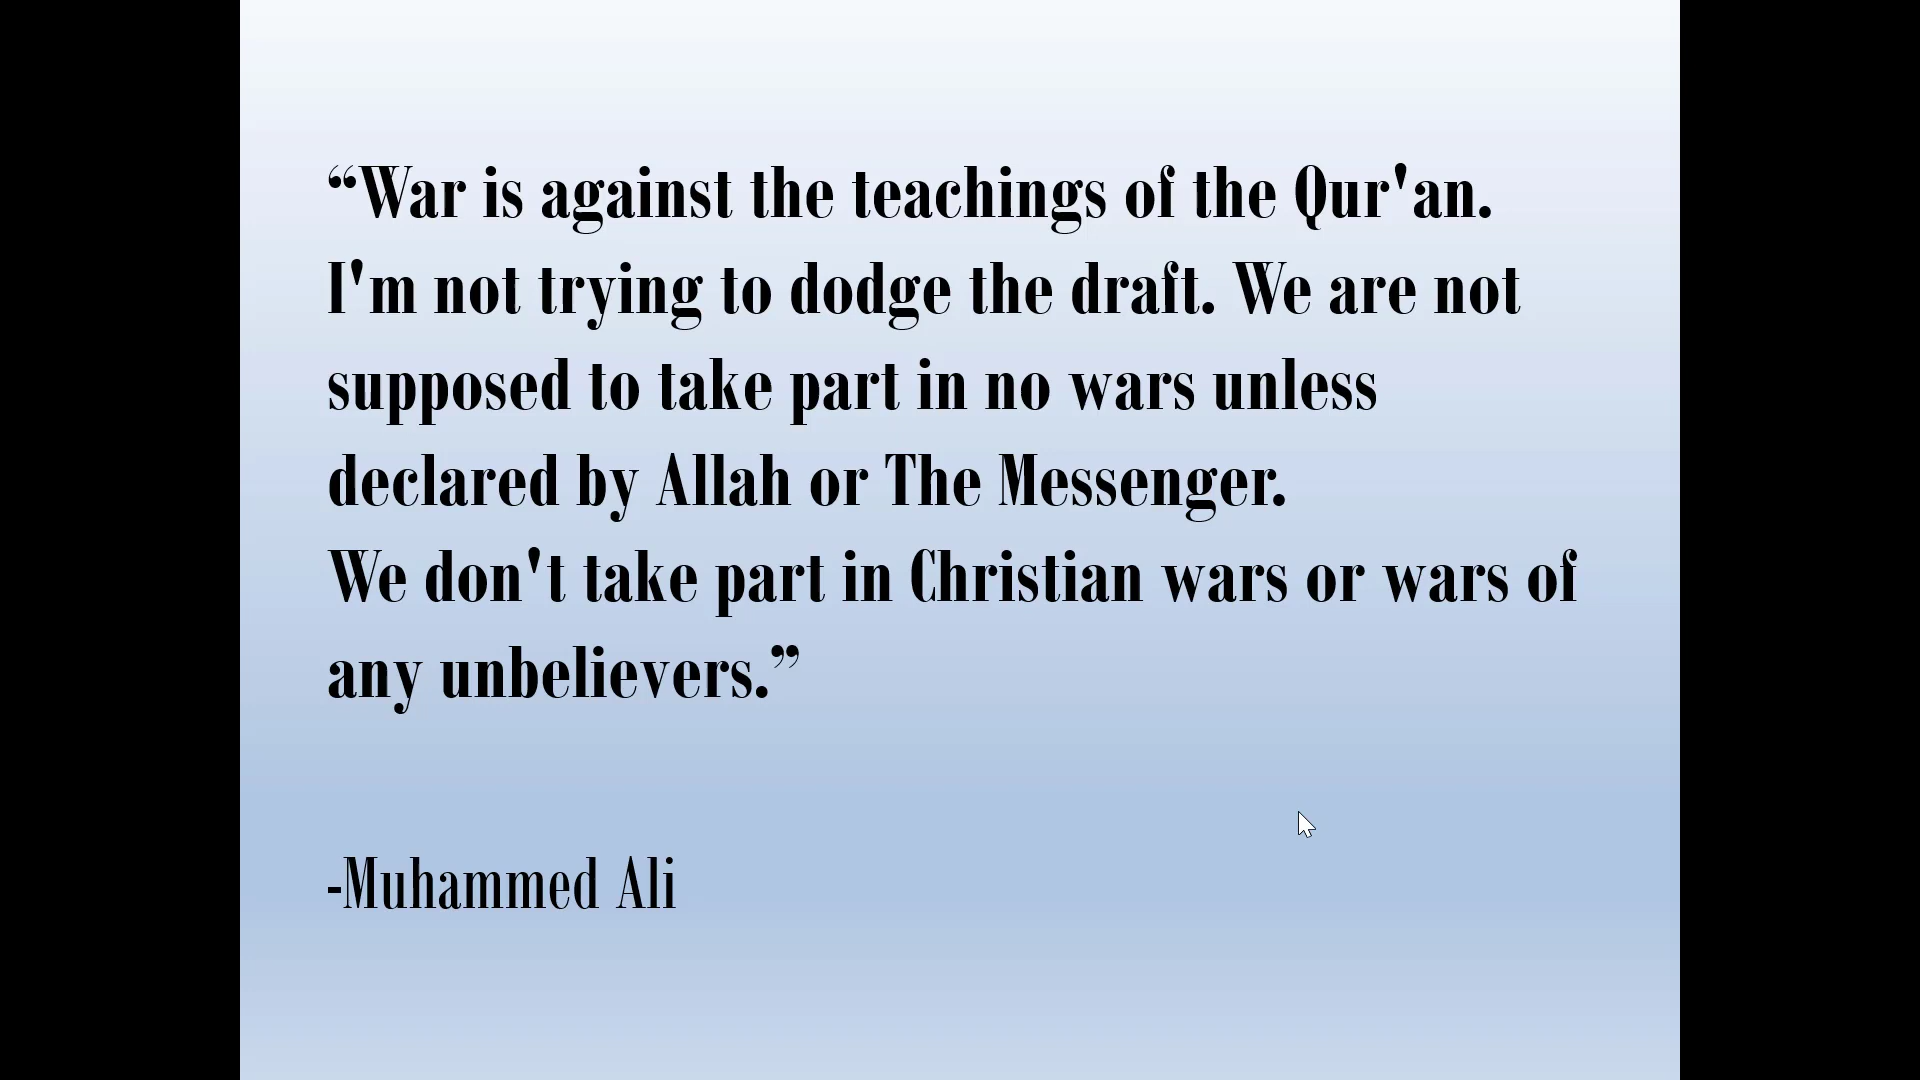 “War is against the teachings of the Qur'an.
I'm not trying to dodge the draft. We are not
supposed to take part in no wars unless
declared by Allah or The Messenger.
We don't take part in Christian wars or wars of
any unbelievers.”
-Muhammed Ali